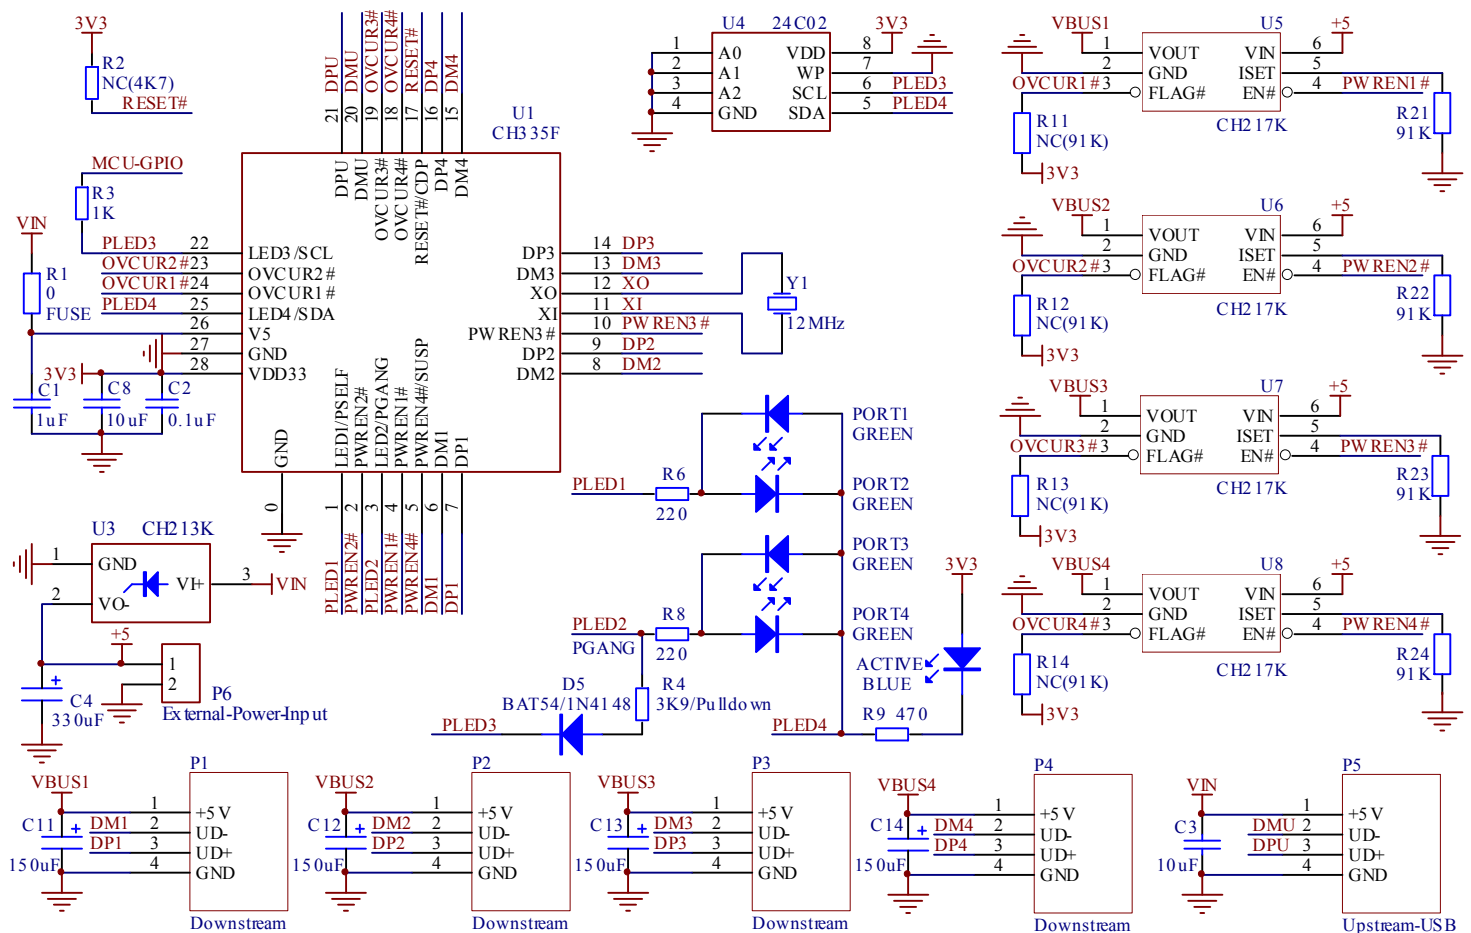 3V3
R2
NC(4K7)
RESET#
MCU-GPIO
R3
1K
VIN
R1
0
FUSE
PLED3 22
OVCUR2# 23
OVCUR1# 24
PLED4 25
26
27
3V3 28
C1
1uF
C8
10uF
C2
0.1uF
21 DPU
20 DMU
19 OVCUR3#
18 OVCUR4#
17 RESET#
16 DP4
15 DM4
U1
CH335F
DPU
DMU
OVCUR3#
OVCUR4#
RESET#/CDP
DP4
DM4
LED3/SCL
OVCUR2#
OVCUR1#
LED4/SDA
V5
GND
VDD33
DP3 14 DP3
DM3 13 DM3
XO 12 XO
XI 11 XI
PWREN3# 10 PWREN3#
DP2 9 DP2
DM2 8 DM2
Y1
12MHz
GND
LED1/PSELF
PWREN2#
LED2/PGANG
PWREN1#
PWREN4#/SUSP
DM1
DP1
0
PLED1 1
PWREN2# 2
PLED2 3
PWREN1# 4
PWREN4# 5
DM1 6
DP1 7
U4 24C02
3V3
1 A0 VDD 8
2 A1 WP 7
3 A2 SCL 6 PLED3
4 GND SDA 5 PLED4
VBUS1 U5 +5
1 VOUT VIN 6
2 GND ISET 5
OVCUR1# 3 FLAG# EN# 4 PWREN1#
R11
NC(91K)
3V3
CH217K
R21
91K
VBUS2 U6 +5
1 VOUT VIN 6
2 GND ISET 5
OVCUR2# 3 FLAG# EN# 4 PWREN2#
R12
NC(91K)
3V3
CH217K
R22
91K
VBUS3 U7 +5
1 VOUT VIN 6
2 GND ISET 5
OVCUR3# 3 FLAG# EN# 4 PWREN3#
R13
NC(91K)
3V3
CH217K
R23
91K
VBUS4 U8 +5
1 VOUT VIN 6
2 GND ISET 5
OVCUR4# 3 FLAG# EN# 4 PWREN4#
R14
NC(91K)
3V3
CH217K
R24
91K
U3 CH213K
1 GND
VI+ 3 VIN
2 VO-
+5
C4
330uF
1
2
P6
External-Power-Input
PORT1
GREEN
PLED1 R6
220
PORT2
GREEN
PORT3
GREEN
PLED2 R8
PGANG 220
PORT4
GREEN
3V3
ACTIVE
BLUE
D5
BAT54/1N4148
R4
3K9/Pulldown
PLED3
PLED4
R9 470
VBUS1 P1
1 +5V
C11 DM1 2 UD-
DP1 3 UD+
150uF 4 GND
Downstream
VBUS2 P2
1 +5V
C12 DM2 2 UD-
DP2 3 UD+
150uF 4 GND
Downstream
VBUS3 P3
1 +5V
C13 DM3 2 UD-
DP3 3 UD+
150uF 4 GND
Downstream
VBUS4 P4
1 +5V
C14 DM4 2 UD-
DP4 3 UD+
150uF 4 GND
Downstream
VIN P5
1 +5V
C3 DMU 2 UD-
DPU 3 UD+
10uF 4 GND
Upstream-USB